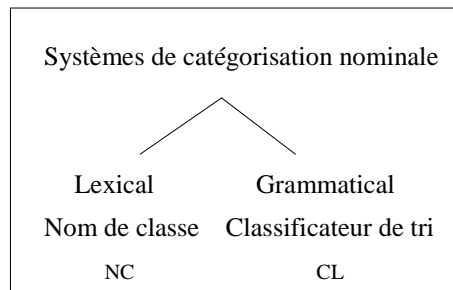 Systèmes de catégorisation nominale
Lexical Grammatical
Nom de classe Classificateur de tri
NC CL